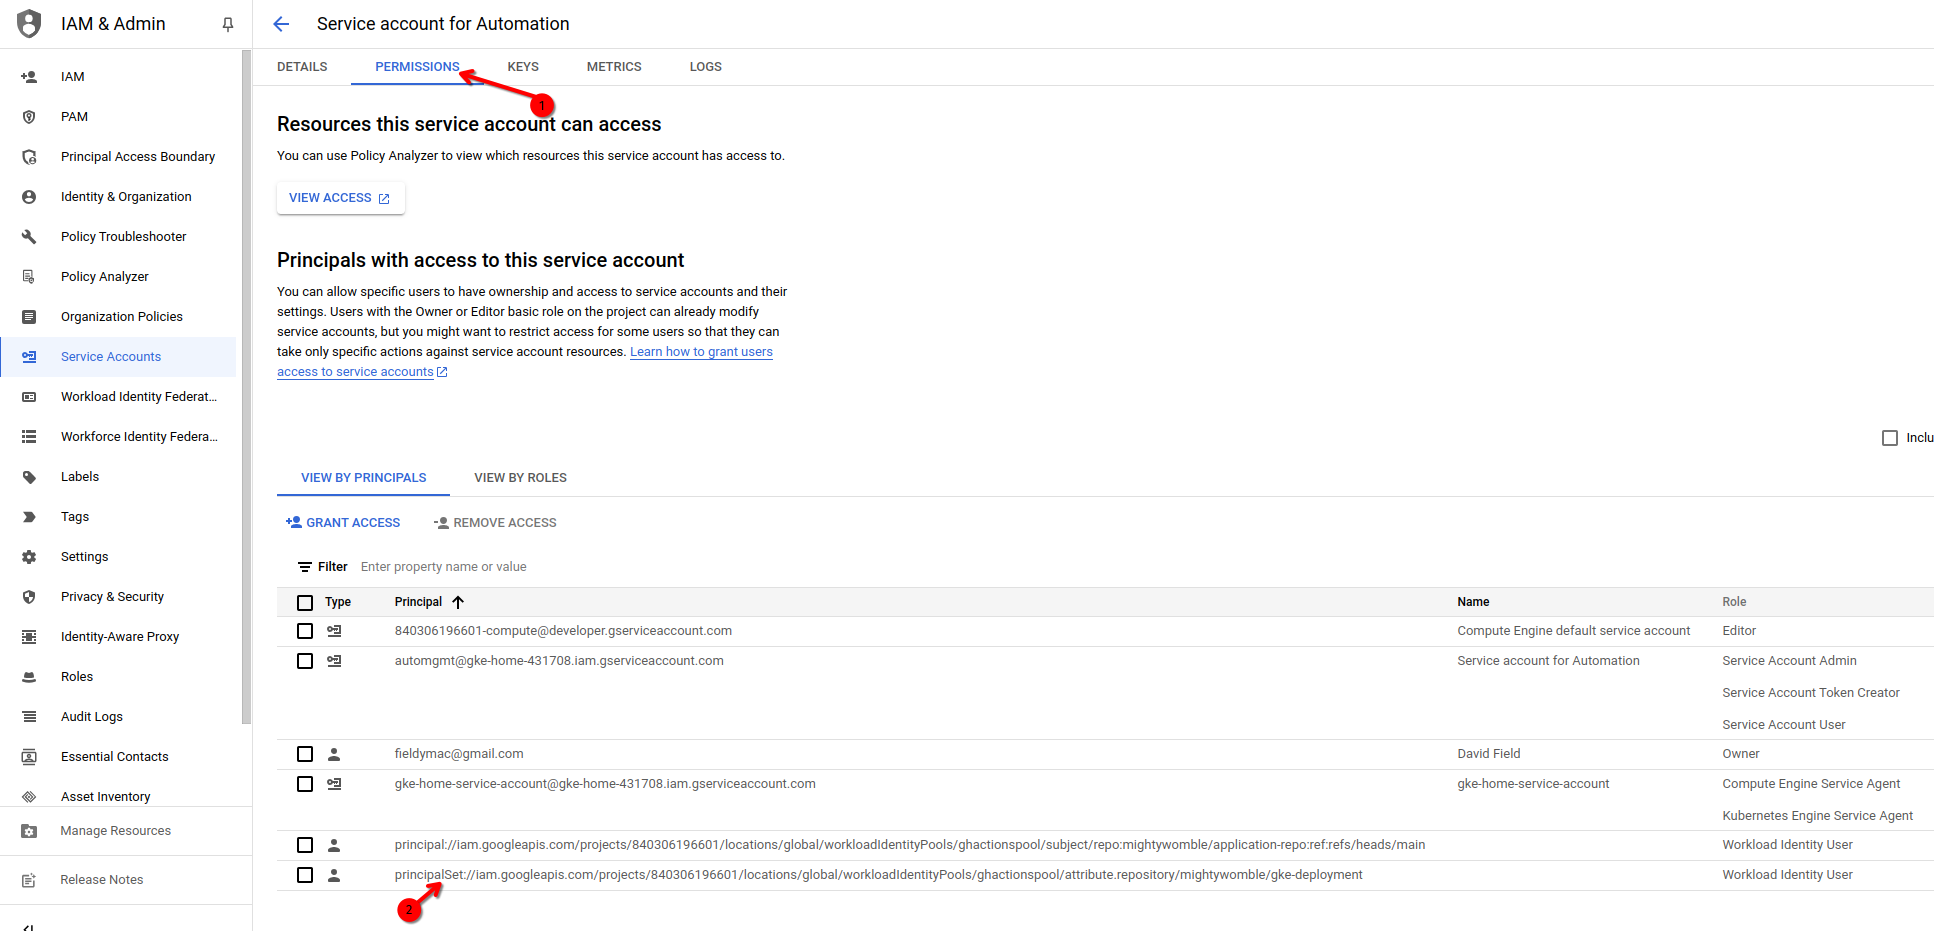 IAM & Admin
Service account for Automation
DETAILS PERMISSIONS KEYS METRICS LOGS
1
IAM
PAM
Principal Access Boundary
Identity & Organization
Policy Troubleshooter
Policy Analyzer
Organization Policies
Service Accounts
Workload Identity Federat...
Workforce Identity Federa...
Labels
Tags
Settings
Privacy & Security
Identity-Aware Proxy
Roles
Audit Logs
Essential Contacts
Asset Inventory
Manage Resources
Release Notes
Resources this service account can access
You can use Policy Analyzer to view which resources this service account has access to.
VIEW ACCESS
Principals with access to this service account
You can allow specific users to have ownership and access to service accounts and their
settings. Users with the Owner or Editor basic role on the project can already modify
service accounts, but you might want to restrict access for some users so that they can
take only specific actions against service account resources. Learn how to grant users
access to service accounts
Inclu
VIEW BY PRINCIPALS VIEW BY ROLES
GRANT ACCESS REMOVE ACCESS
Filter Enter property name or value
Type Principal Name Role
840306196601-compute@developer.gserviceaccount.com Compute Engine default service account Editor
automgmt@gke-home-431708.iam.gserviceaccount.com Service account for Automation Service Account Admin
Service Account Token Creator
Service Account User
fieldymac@gmail.com David Field Owner
gke-home-service-account@gke-home-431708.iam.gserviceaccount.com gke-home-service-account Compute Engine Service Agent
Kubernetes Engine Service Agent
principal://iam.googleapis.com/projects/840306196601/locations/global/workloadIdentityPools/ghactionspool/subject/repo:mightywomble/application-repo:ref:refs/heads/main Workload Identity User
principalSet://iam.googleapis.com/projects/840306196601/locations/global/workloadIdentityPools/ghactionspool/attribute.repository/mightywomble/gke-deployment Workload Identity User
2